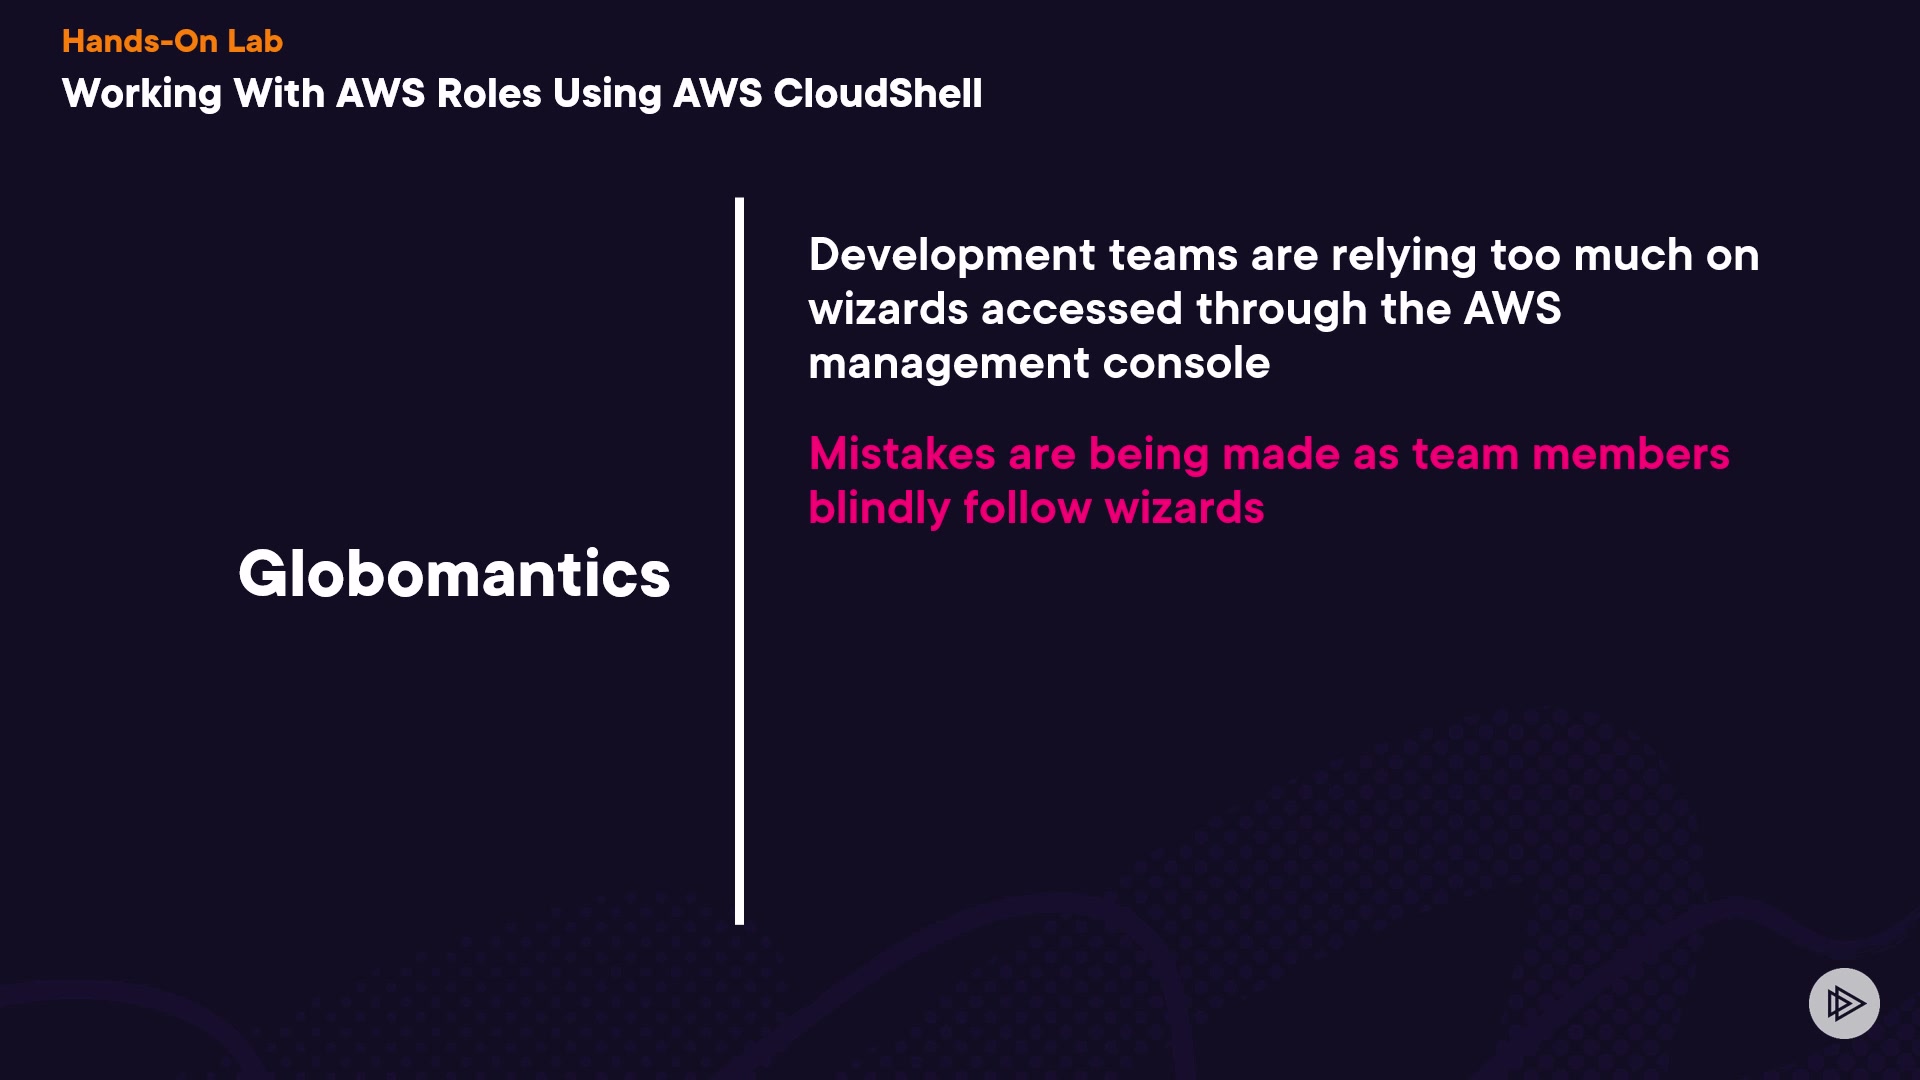 Hands-On Lab
Working With AWS Roles Using AWS CloudShell
Globomantics
Development teams are relying too much on
wizards accessed through the AWS
management console
Mistakes are being made as team members
blindly follow wizards